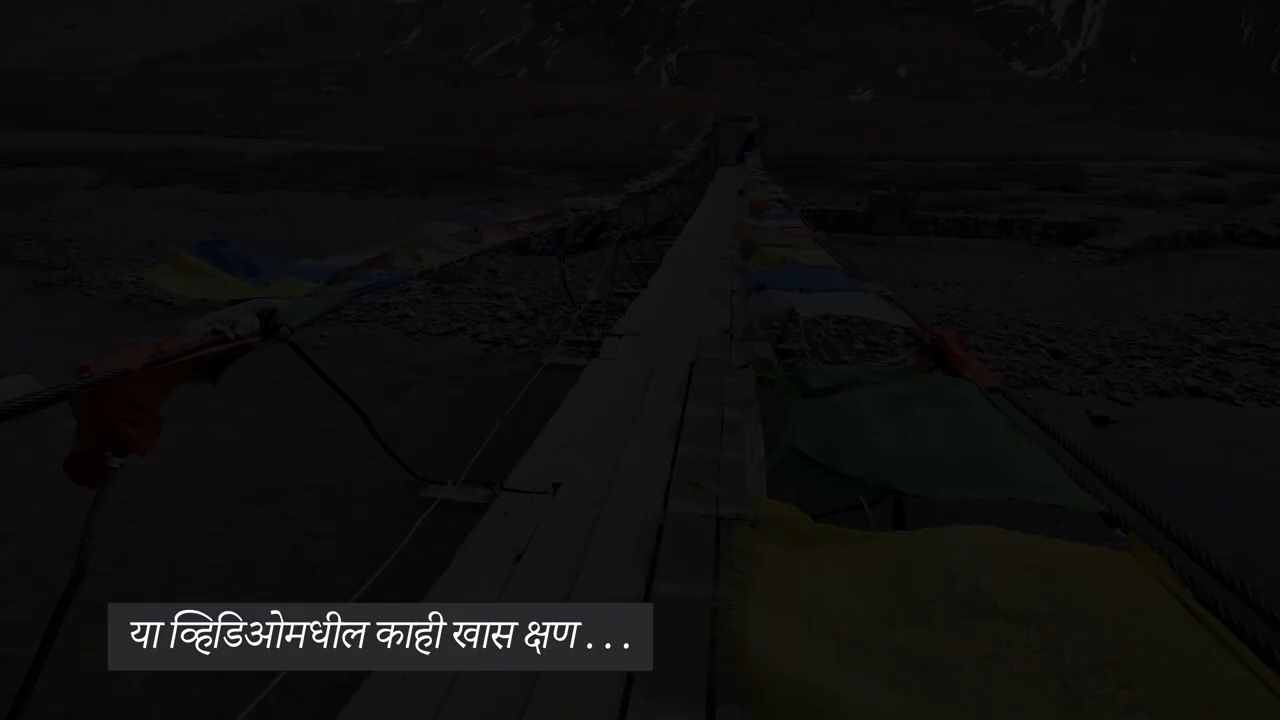 या व्हिडिओमधील काही खास क्षण . . .